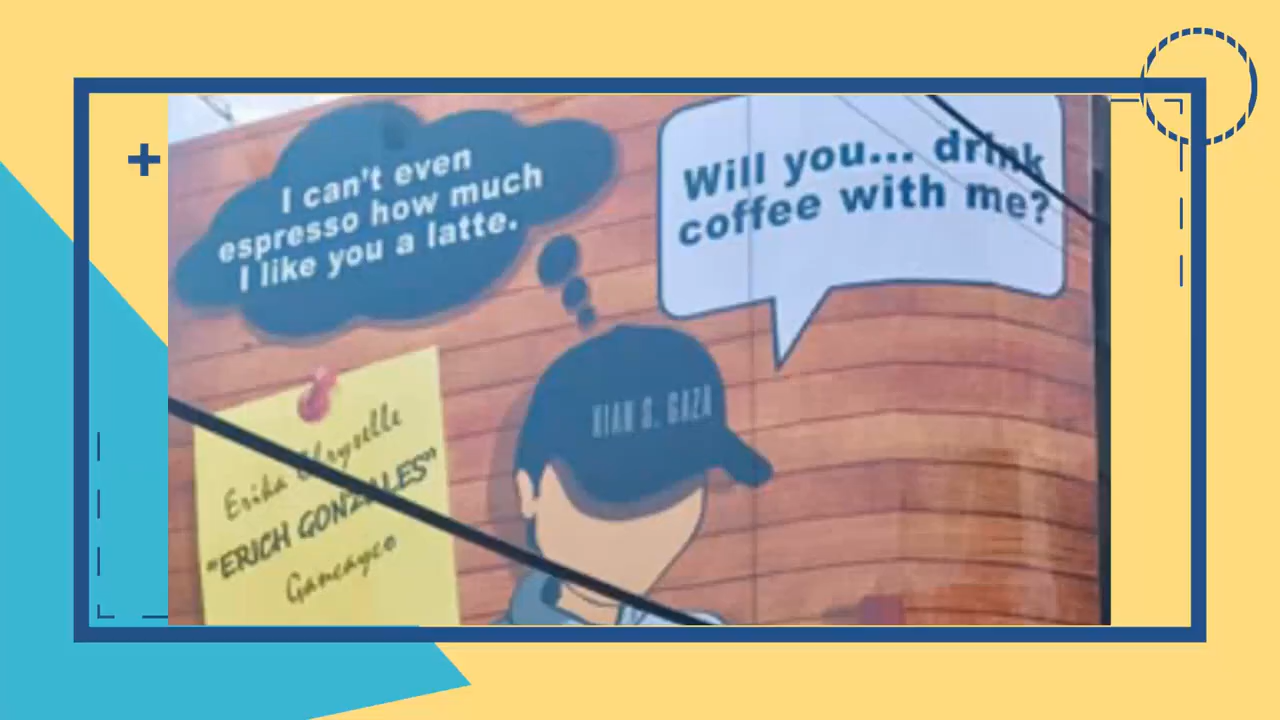 I can't even
espresso how much
I like you a latte.
Will you... drink
coffee with me?
XIAN S. GAZA
Erika Chryselle
"ERICH GONZALES"
Gancayco